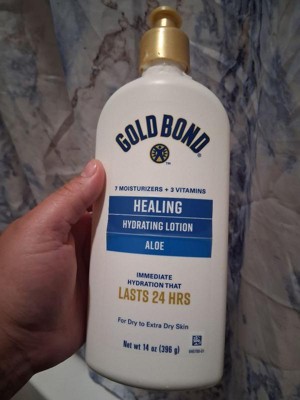 GOLD BOND
7 MOISTURIZERS + 3 VITAMINS
HEALING
HYDRATING LOTION
ALOE
IMMEDIATE
HYDRATION THAT
LASTS 24 HRS
For Dry to Extra Dry Skin
Net wt 14 oz (396 g)